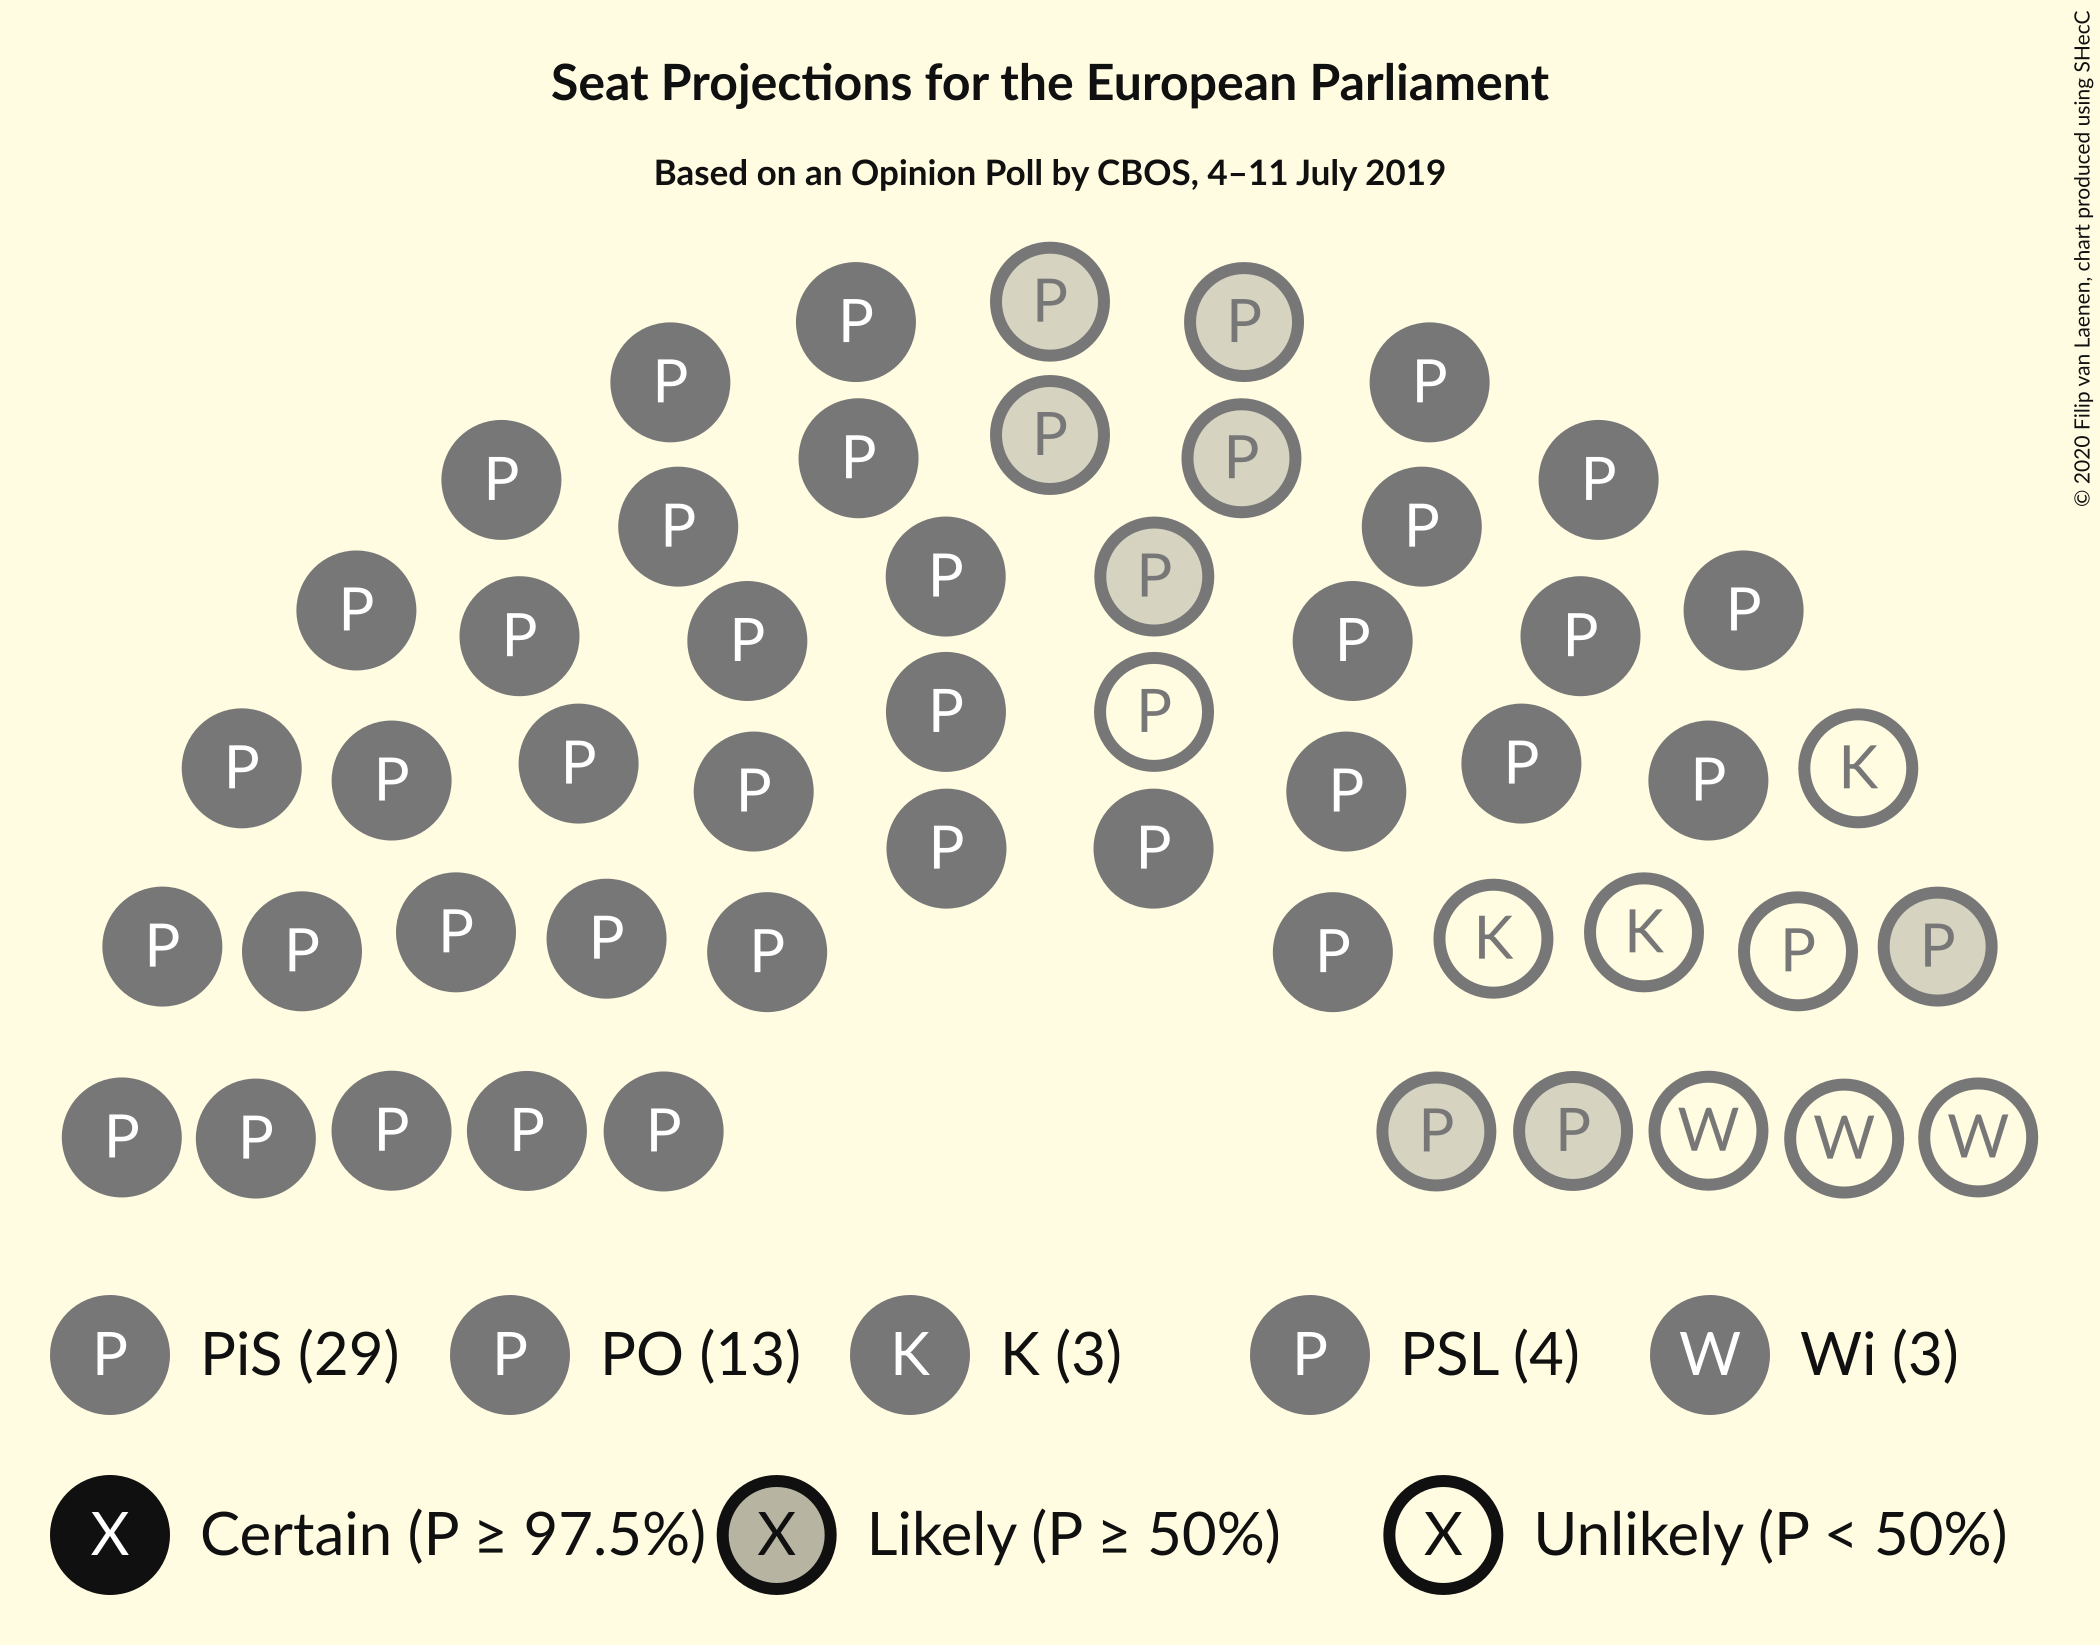 Seat Projections for the European Parliament
Based on an Opinion Poll by CBOS, 4–11 July 2019
© 2020 Filip van Laenen, chart produced using SHecC
P P P
P P
P P P
P P
P P
P P
P P
P P P P
P P P P
P P
P P P P K
P P
P P
P P K K
P P P P P
P P
P P P P P P P W W W
P PiS (29) P PO (13) K K (3) P PSL (4) W Wi (3)
X Certain (P ≥ 97.5%) X Likely (P ≥ 50%) X Unlikely (P < 50%)